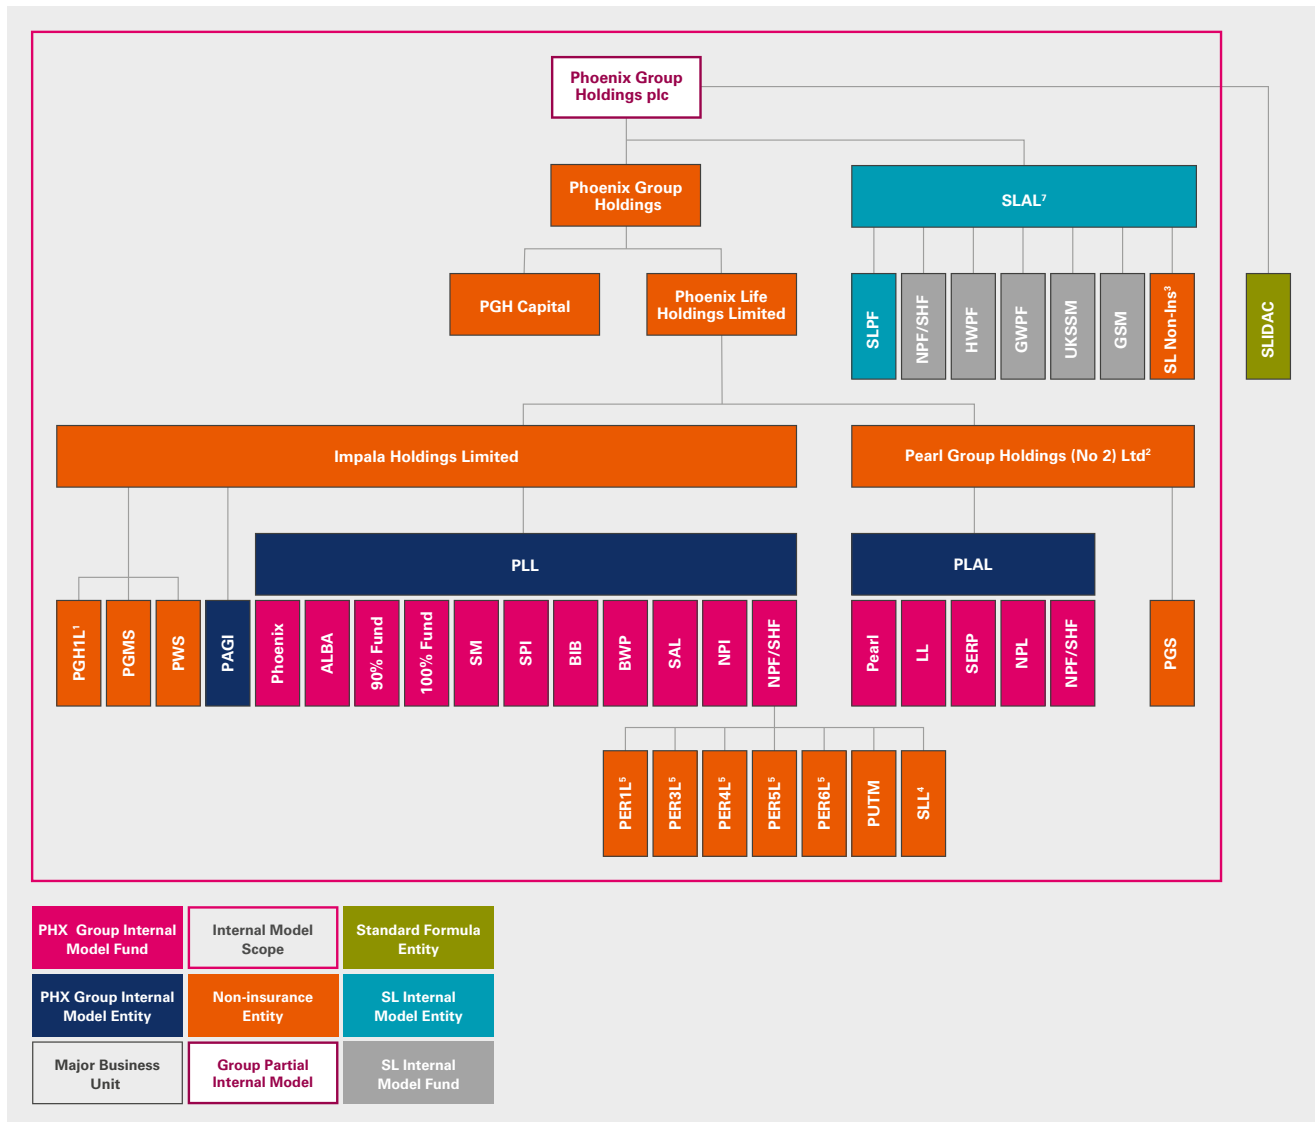 Phoenix Group
Holdings plc
Phoenix Group
Holdings
SLAL⁷
PGH Capital
Phoenix Life
Holdings Limited
SLPF
NPF/SHF
HWPF
GWPF
UKSSM
GSM
SL Non-Ins³
SLIDAC
Impala Holdings Limited
Pearl Group Holdings (No 2) Ltd²
PLL
PLAL
PGH1L¹
PGMS
PWS
PAGI
Phoenix
ALBA
90% Fund
100% Fund
SM
SPI
BIB
BWP
SAL
NPI
NPF/SHF
Pearl
LL
SERP
NPL
NPF/SHF
PGS
PER1L⁵
PER3L⁵
PER4L⁵
PER5L⁵
PER6L⁵
PUTM
SLL⁴
PHX Group Internal
Model Fund
Internal Model
Scope
Standard Formula
Entity
PHX Group Internal
Model Entity
Non-insurance
Entity
SL Internal
Model Entity
Major Business
Unit
Group Partial
Internal Model
SL Internal
Model Fund